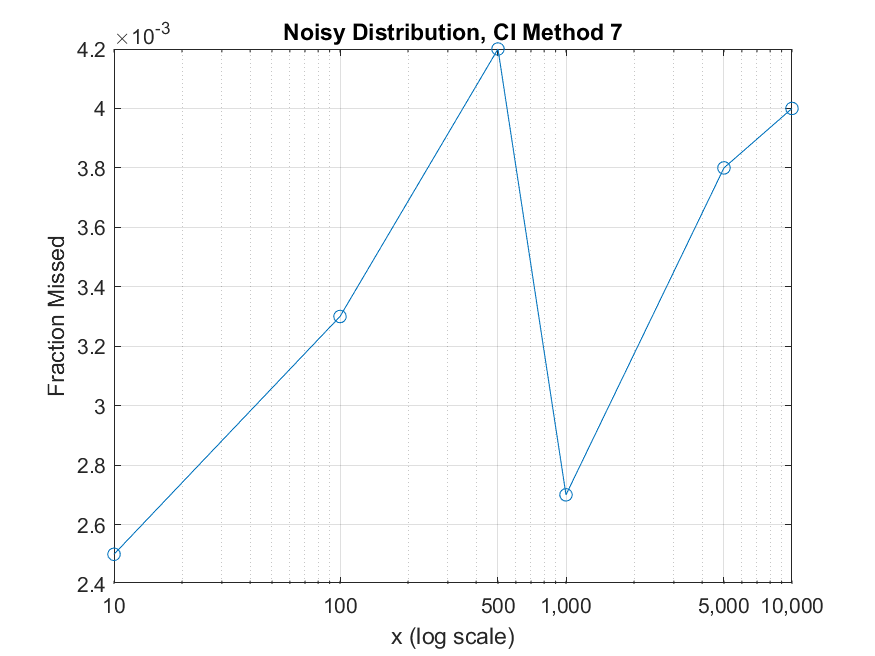 Noisy Distribution, CI Method 7
×10-3
4.2
4
3.8
3.6
3.4
3.2
3
2.8
2.6
2.4
Fraction Missed
10 100 500 1,000 5,000 10,000
x (log scale)